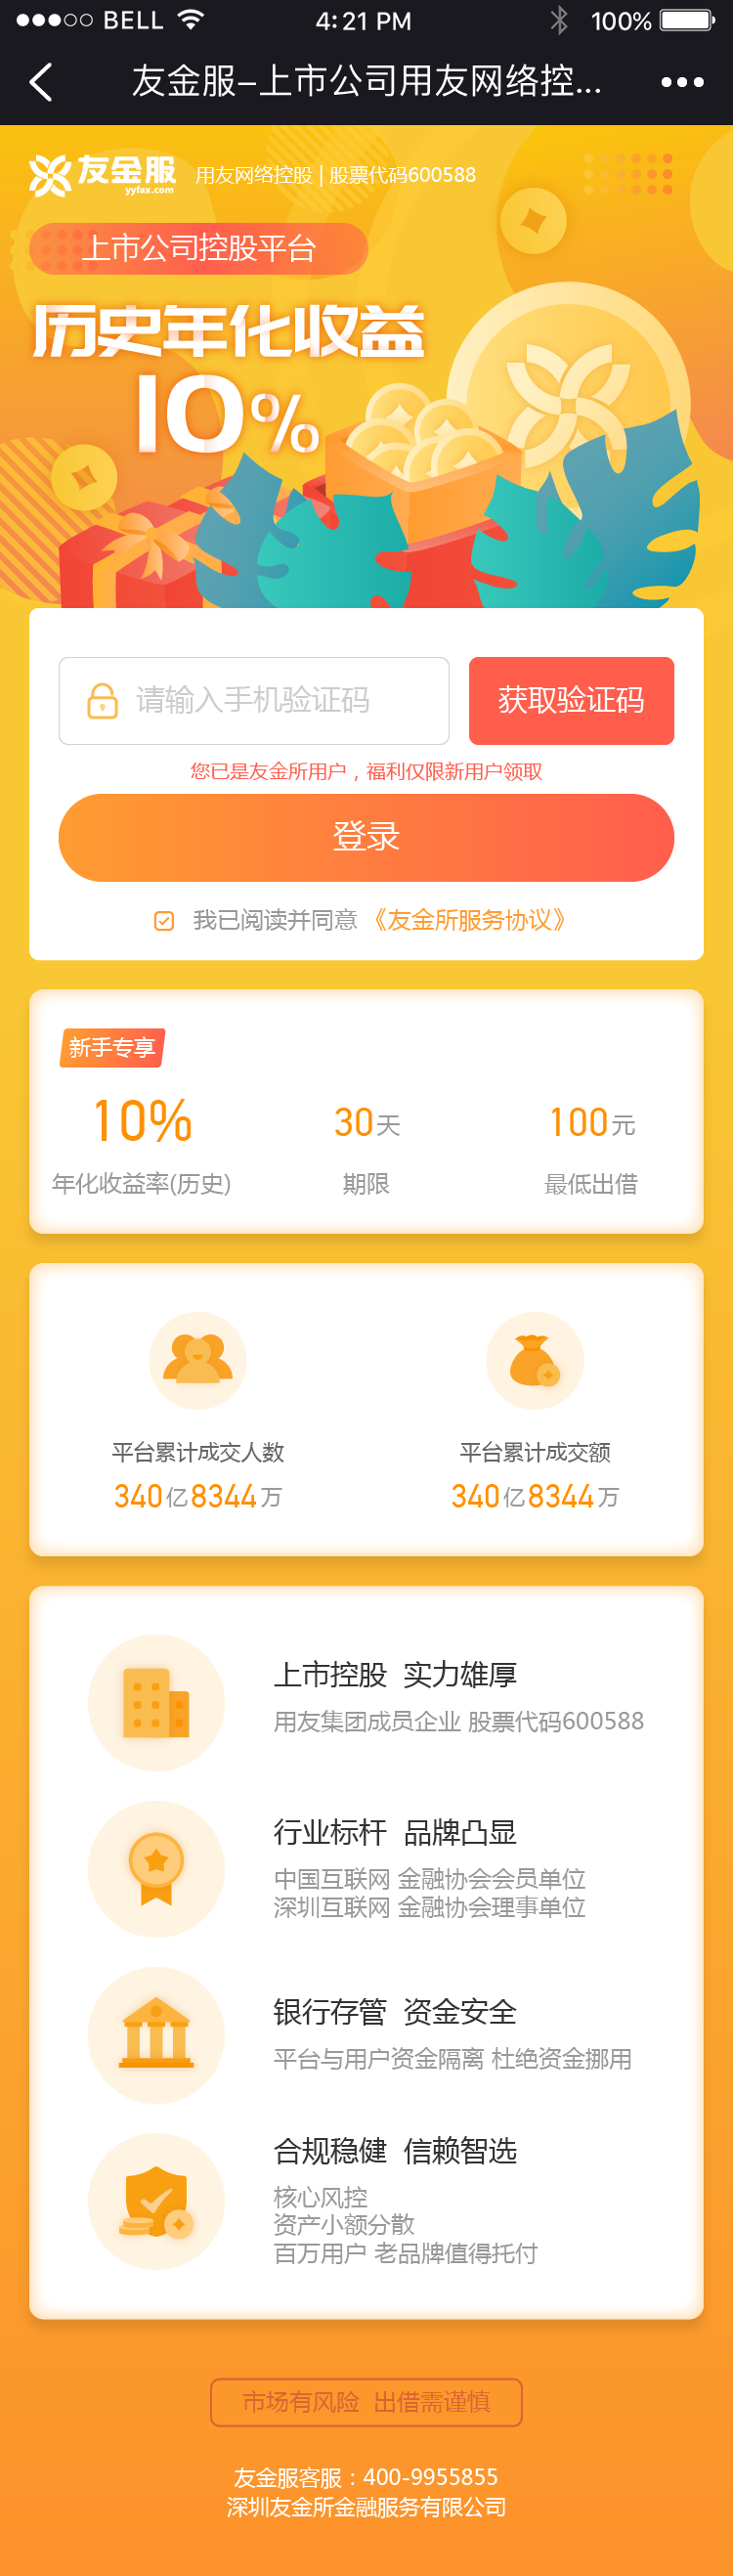 BELL 4:21 PM 100%
友金服–上市公司用友网络控...
友金服 用友网络控股 | 股票代码600588
yyfax.com
上市公司控股平台
历史年化收益
10%
请输入手机验证码 获取验证码
您已是友金所用户，福利仅限新用户领取
登录
我已阅读并同意《友金所服务协议》
新手专享
10% 30天 100元
年化收益率(历史) 期限 最低出借
平台累计成交人数 平台累计成交额
340亿8344万 340亿8344万
上市控股 实力雄厚
用友集团成员企业 股票代码600588
行业标杆 品牌凸显
中国互联网 金融协会会员单位
深圳互联网 金融协会理事单位
银行存管 资金安全
平台与用户资金隔离 杜绝资金挪用
合规稳健 信赖智选
核心风控
资产小额分散
百万用户 老品牌值得托付
市场有风险 出借需谨慎
友金服客服：400-9955855
深圳友金所金融服务有限公司